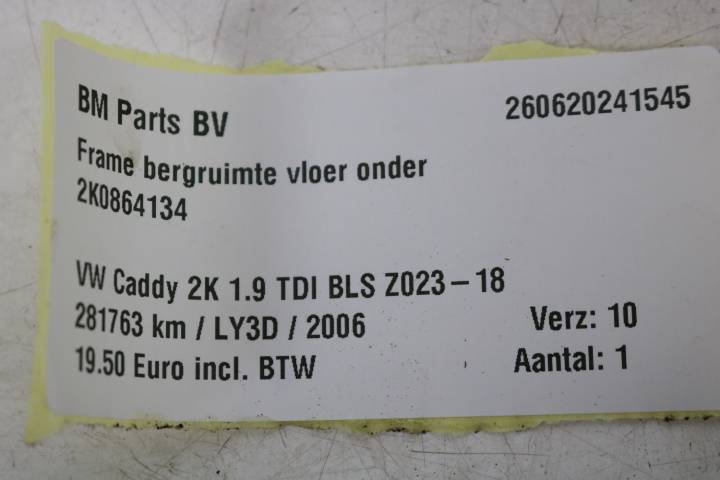 BM Parts BV
260620241545
Frame bergruimte vloer onder
2K0864134
VW Caddy 2K 1.9 TDI BLS Z023-18
281763 km / LY3D / 2006
Verz: 10
19.50 Euro incl. BTW
Aantal: 1